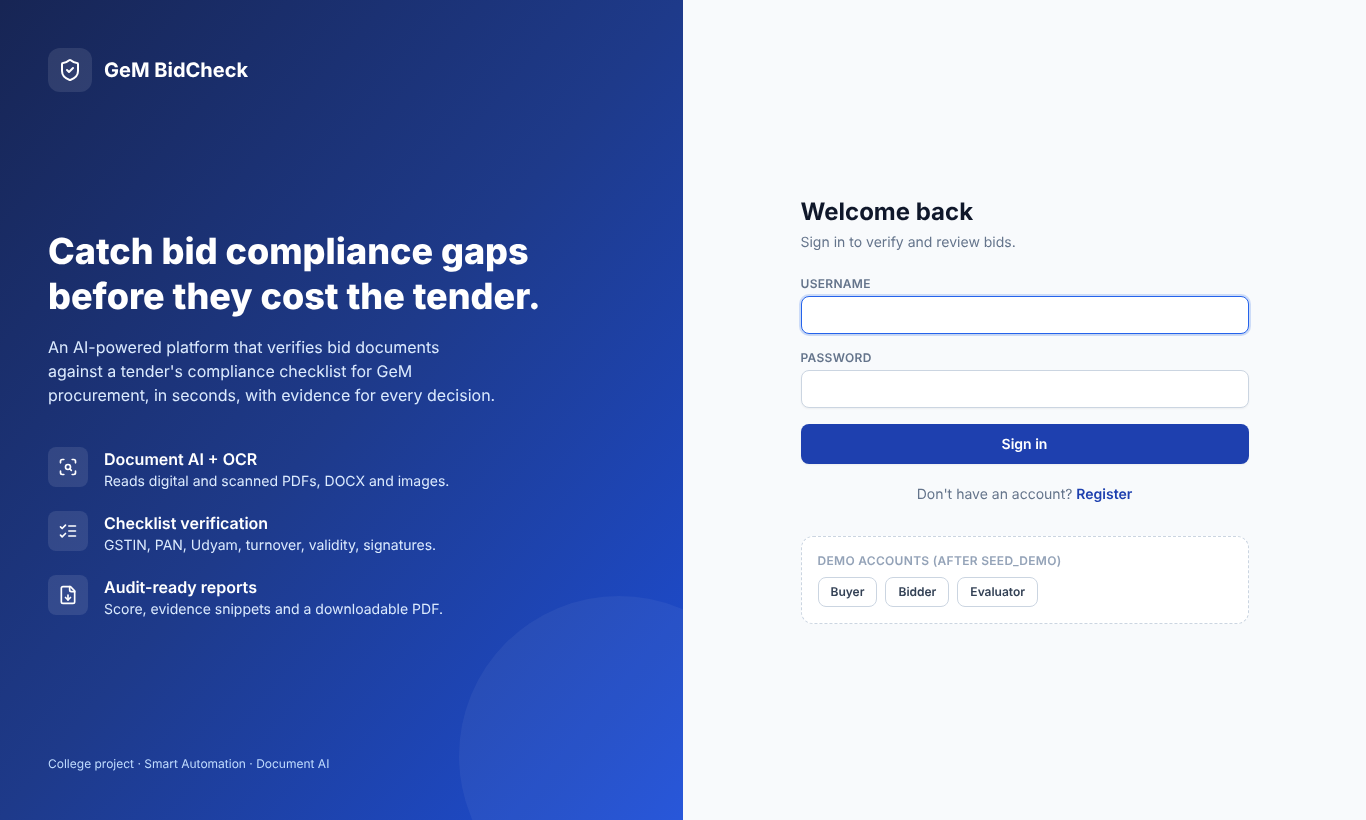 GeM BidCheck
Catch bid compliance gaps
before they cost the tender.
An AI-powered platform that verifies bid documents
against a tender's compliance checklist for GeM
procurement, in seconds, with evidence for every decision.
Document AI + OCR
Reads digital and scanned PDFs, DOCX and images.
Checklist verification
GSTIN, PAN, Udyam, turnover, validity, signatures.
Audit-ready reports
Score, evidence snippets and a downloadable PDF.
College project · Smart Automation · Document AI
Welcome back
Sign in to verify and review bids.
USERNAME
PASSWORD
Sign in
Don't have an account? Register
DEMO ACCOUNTS (AFTER SEED_DEMO)
Buyer Bidder Evaluator